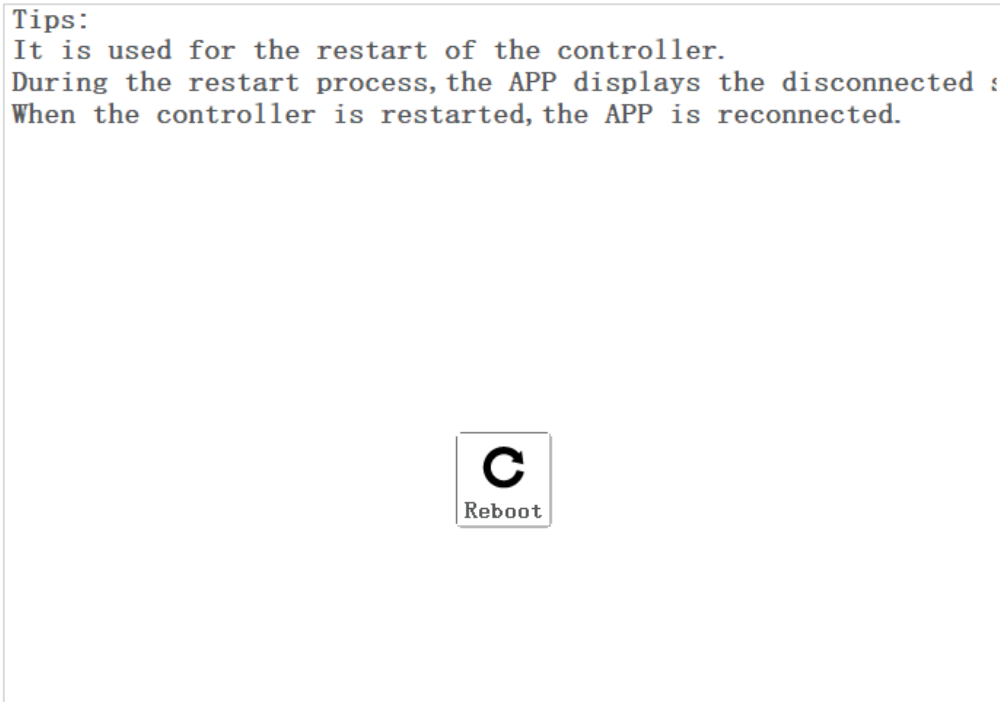 Tips:
It is used for the restart of the controller.
During the restart process,the APP displays the disconnected
When the controller is restarted,the APP is reconnected.
Reboot